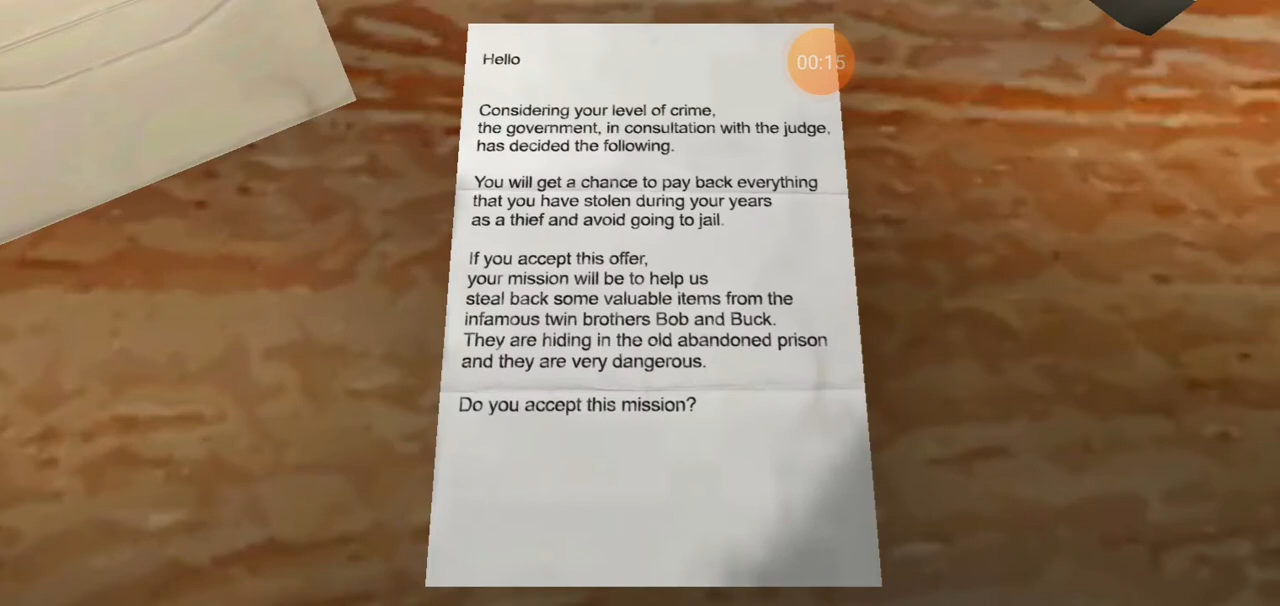 Hello
00:15
Considering your level of crime,
the government, in consultation with the judge,
has decided the following.
You will get a chance to pay back everything
that you have stolen during your years
as a thief and avoid going to jail.
If you accept this offer,
your mission will be to help us
steal back some valuable items from the
infamous twin brothers Bob and Buck.
They are hiding in the old abandoned prison
and they are very dangerous.
Do you accept this mission?